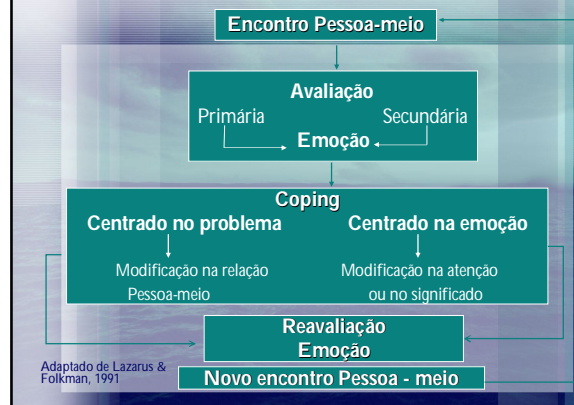 Encontro Pessoa-meio
Avaliação
Primária Secundária
Emoção
Coping
Centrado no problema Centrado na emoção
Modificação na relação Modificação na atenção
Pessoa-meio ou no significado
Reavaliação
Emoção
Adaptado de Lazarus &
Folkman, 1991
Novo encontro Pessoa - meio